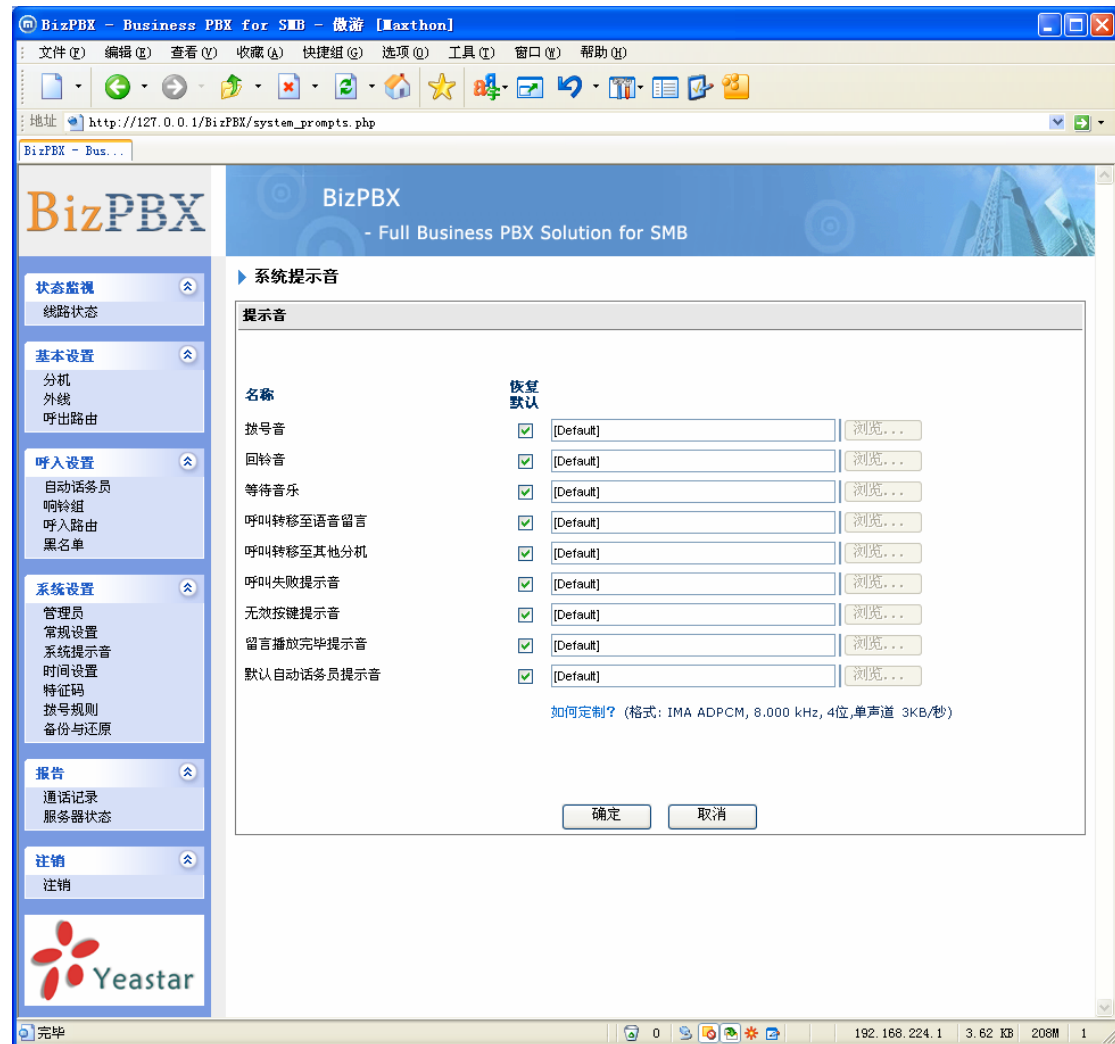 BizPBX - Business PBX for SMB - 傲游 [Maxthon]
文件(F) 编辑(E) 查看(V) 收藏(A) 快捷组(G) 选项(O) 工具(T) 窗口(W) 帮助(H)
地址 http://127.0.0.1/BizPBX/system_prompts.php
BizPBX - Bus...
BizPBX
BizPBX
- Full Business PBX Solution for SMB
状态监视
线路状态
基本设置
分机
外线
呼出路由
呼入设置
自动话务员
响铃组
呼入路由
黑名单
系统设置
管理员
常规设置
系统提示音
时间设置
特征码
拨号规则
备份与还原
报告
通话记录
服务器状态
注销
注销
Yeastar
系统提示音
提示音
名称 恢复默认
拨号音 [Default] 浏览...
回铃音 [Default] 浏览...
等待音乐 [Default] 浏览...
呼叫转移至语音留言 [Default] 浏览...
呼叫转移至其他分机 [Default] 浏览...
呼叫失败提示音 [Default] 浏览...
无效按键提示音 [Default] 浏览...
留言播放完毕提示音 [Default] 浏览...
默认自动话务员提示音 [Default] 浏览...
如何定制? (格式: IMA ADPCM, 8.000 kHz, 4位,单声道 3KB/秒)
确定 取消
完毕 0 192.168.224.1 3.62 KB 208M 1